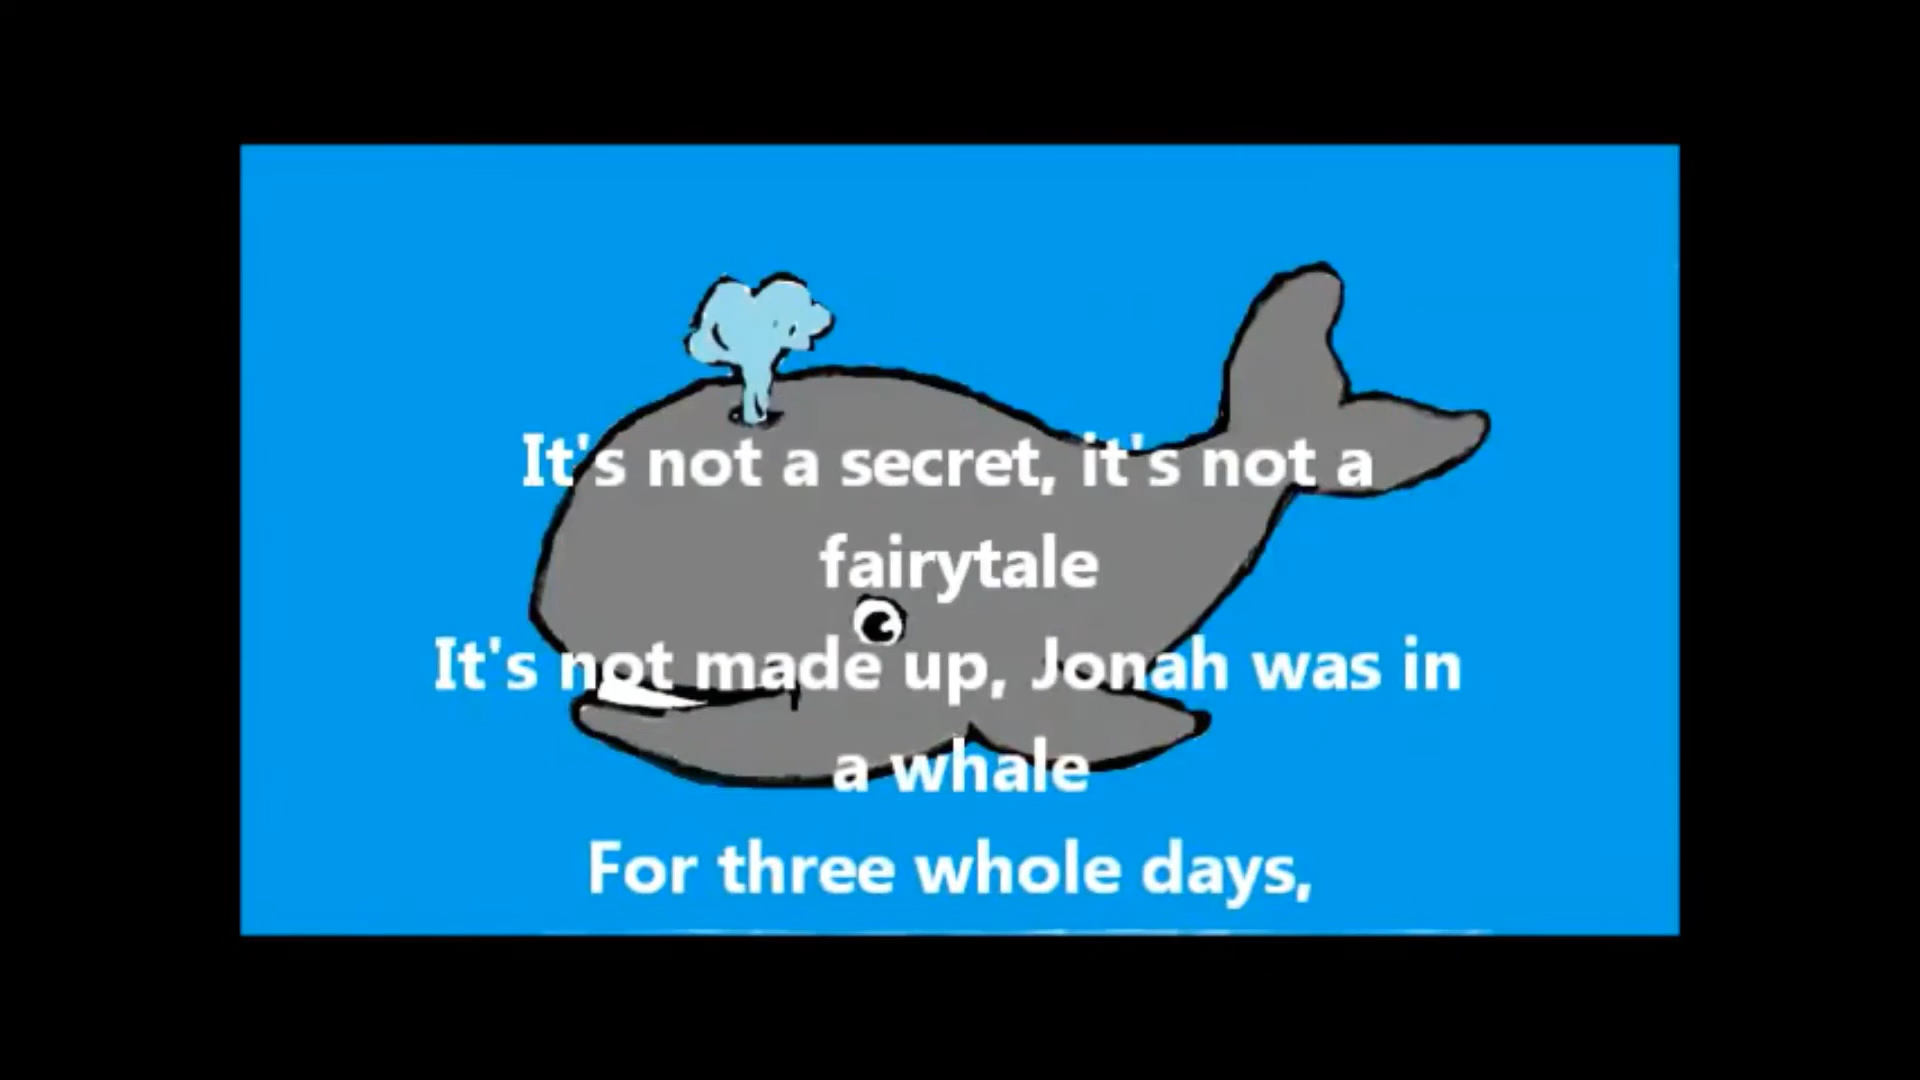 It's not a secret, it's not a
fairytale
It's not made up, Jonah was in
a whale
For three whole days,